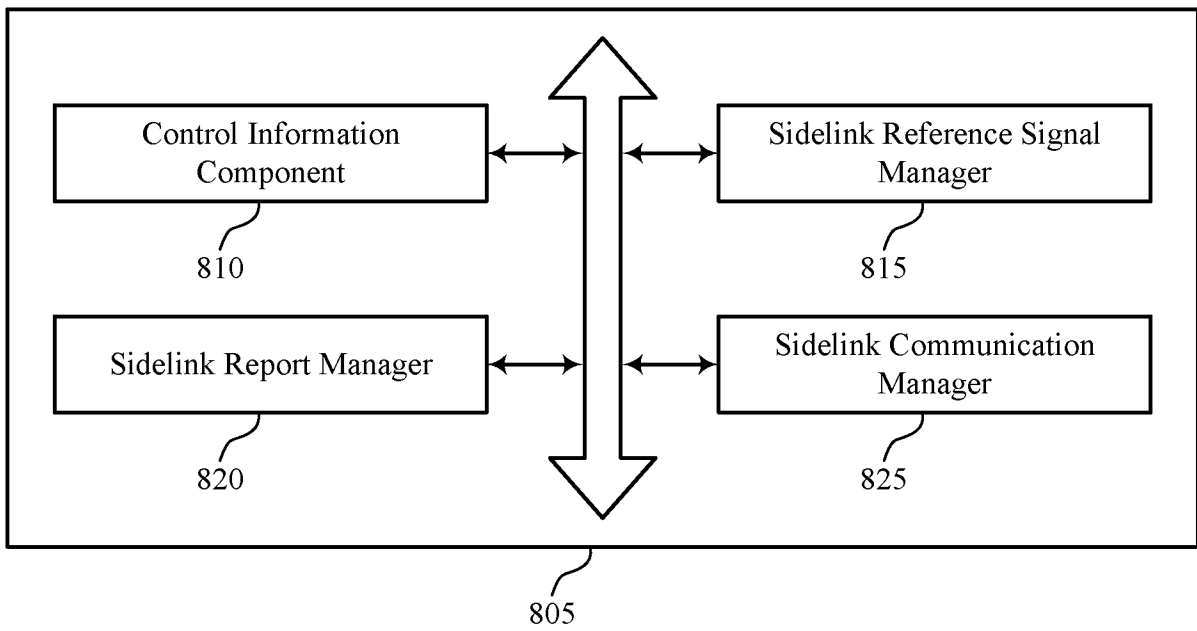 Control Information
Component
810
Sidelink Reference Signal
Manager
815
Sidelink Report Manager
820
Sidelink Communication
Manager
825
805